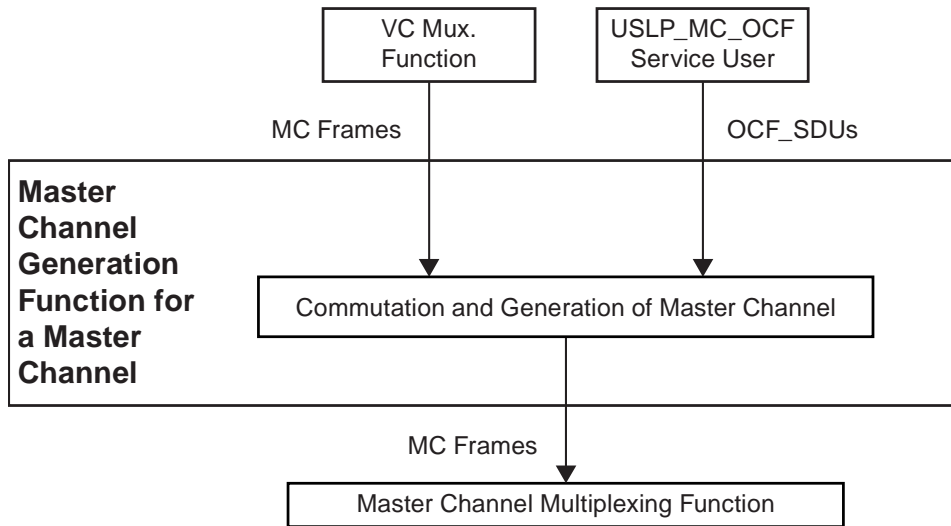 VC Mux.
Function
USLP_MC_OCF
Service User
MC Frames
OCF_SDUs
Master
Channel
Generation
Function for
a Master
Channel
Commutation and Generation of Master Channel
MC Frames
Master Channel Multiplexing Function